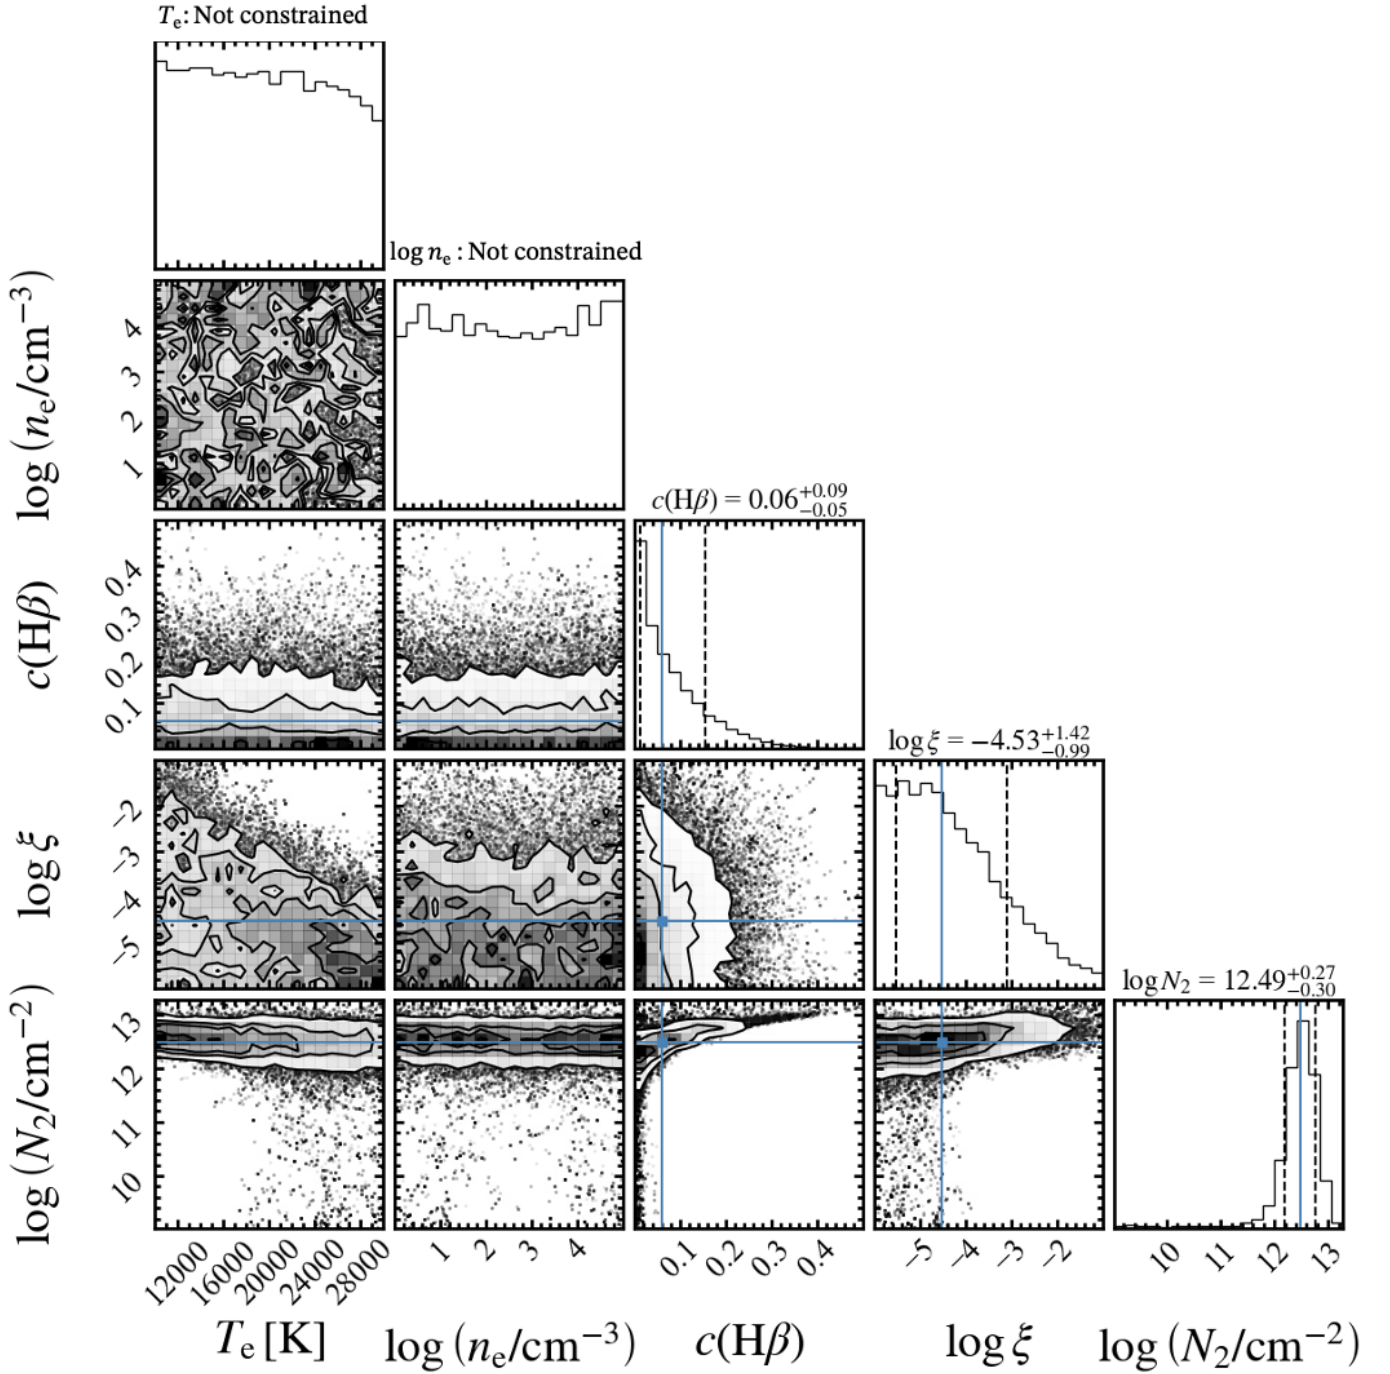 T_e: Not constrained
log n_e : Not constrained
log (n_e/cm⁻³)
4
3
2
1
c(Hβ) = 0.06^{+0.09}_{−0.05}
c(Hβ)
0.4
0.3
0.2
0.1
log ξ = −4.53^{+1.42}_{−0.99}
log ξ
−2
−3
−4
−5
log N_2 = 12.49^{+0.27}_{−0.30}
log (N_2/cm⁻²)
13
12
11
10
12000 16000 20000 24000 28000
1 2 3 4
0.1 0.2 0.3 0.4
−5 −4 −3 −2
10 11 12 13
T_e [K]
log (n_e/cm⁻³)
c(Hβ)
log ξ
log (N_2/cm⁻²)